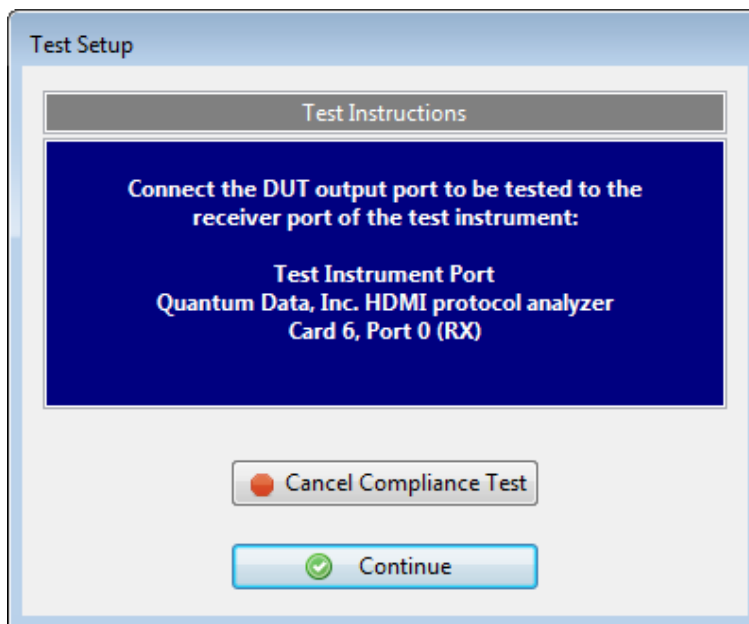 Test Setup
Test Instructions
Connect the DUT output port to be tested to the
receiver port of the test instrument:
Test Instrument Port
Quantum Data, Inc. HDMI protocol analyzer
Card 6, Port 0 (RX)
Cancel Compliance Test
Continue